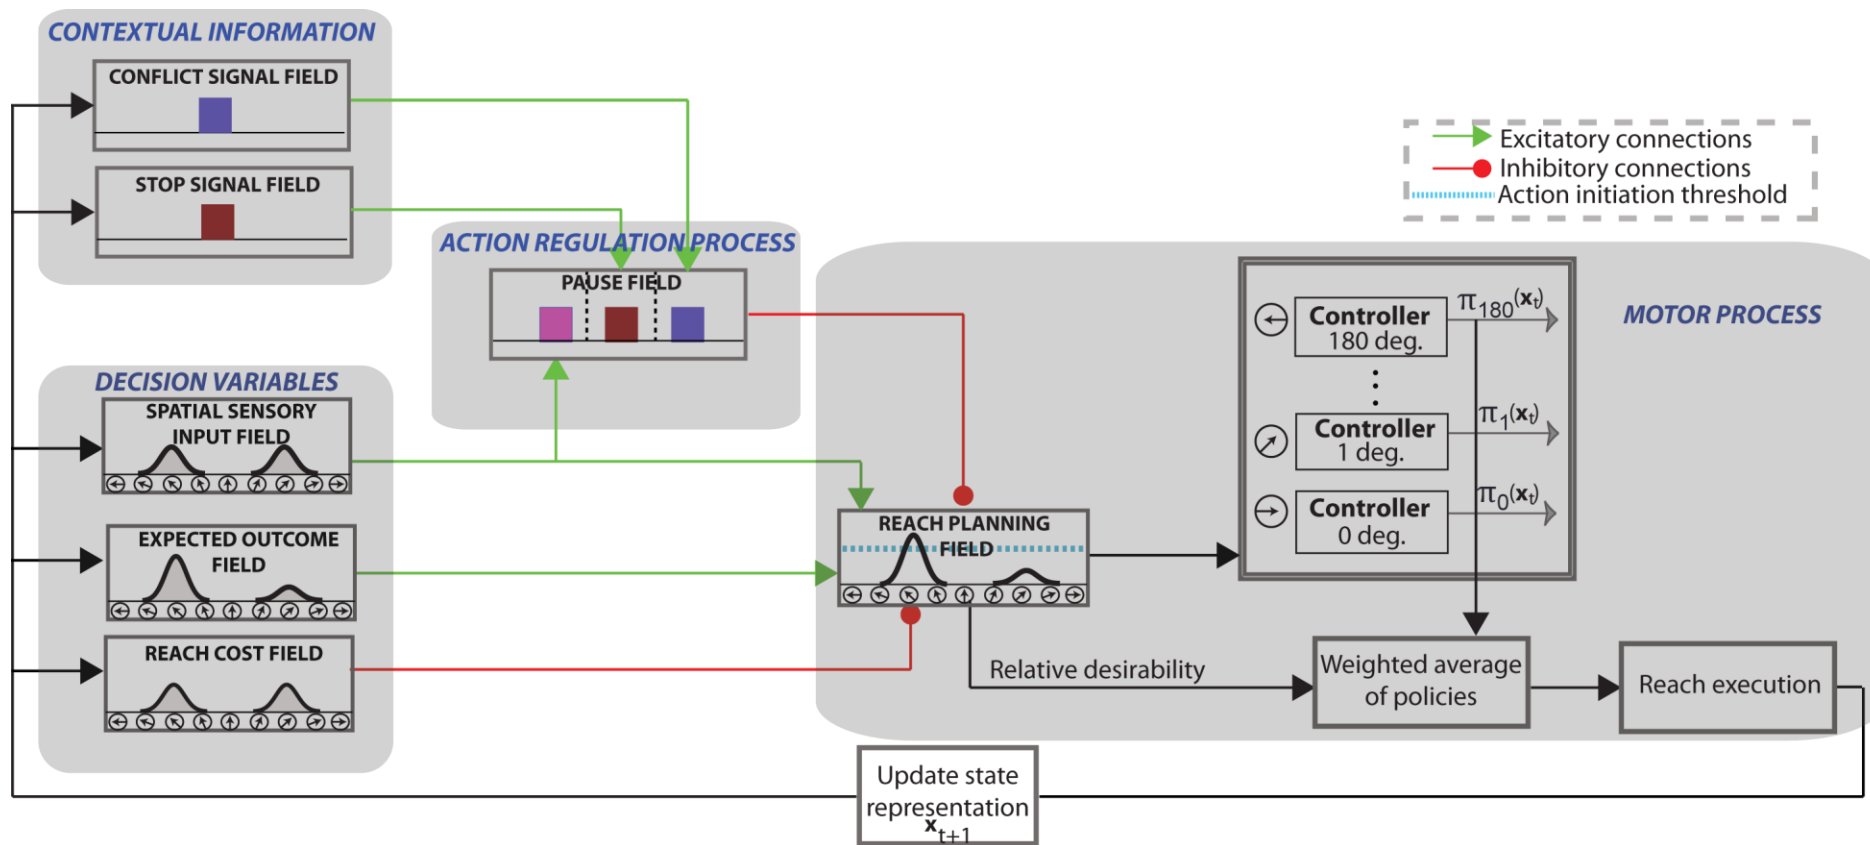 CONTEXTUAL INFORMATION
CONFLICT SIGNAL FIELD
STOP SIGNAL FIELD
Excitatory connections
Inhibitory connections
Action initiation threshold
ACTION REGULATION PROCESS
PAUSE FIELD
MOTOR PROCESS
Controller
180 deg.
π180(xt)
Controller
1 deg.
π1(xt)
Controller
0 deg.
π0(xt)
DECISION VARIABLES
SPATIAL SENSORY
INPUT FIELD
EXPECTED OUTCOME
FIELD
REACH COST FIELD
REACH PLANNING
FIELD
Relative desirability
Weighted average
of policies
Reach execution
Update state
representation
xt+1